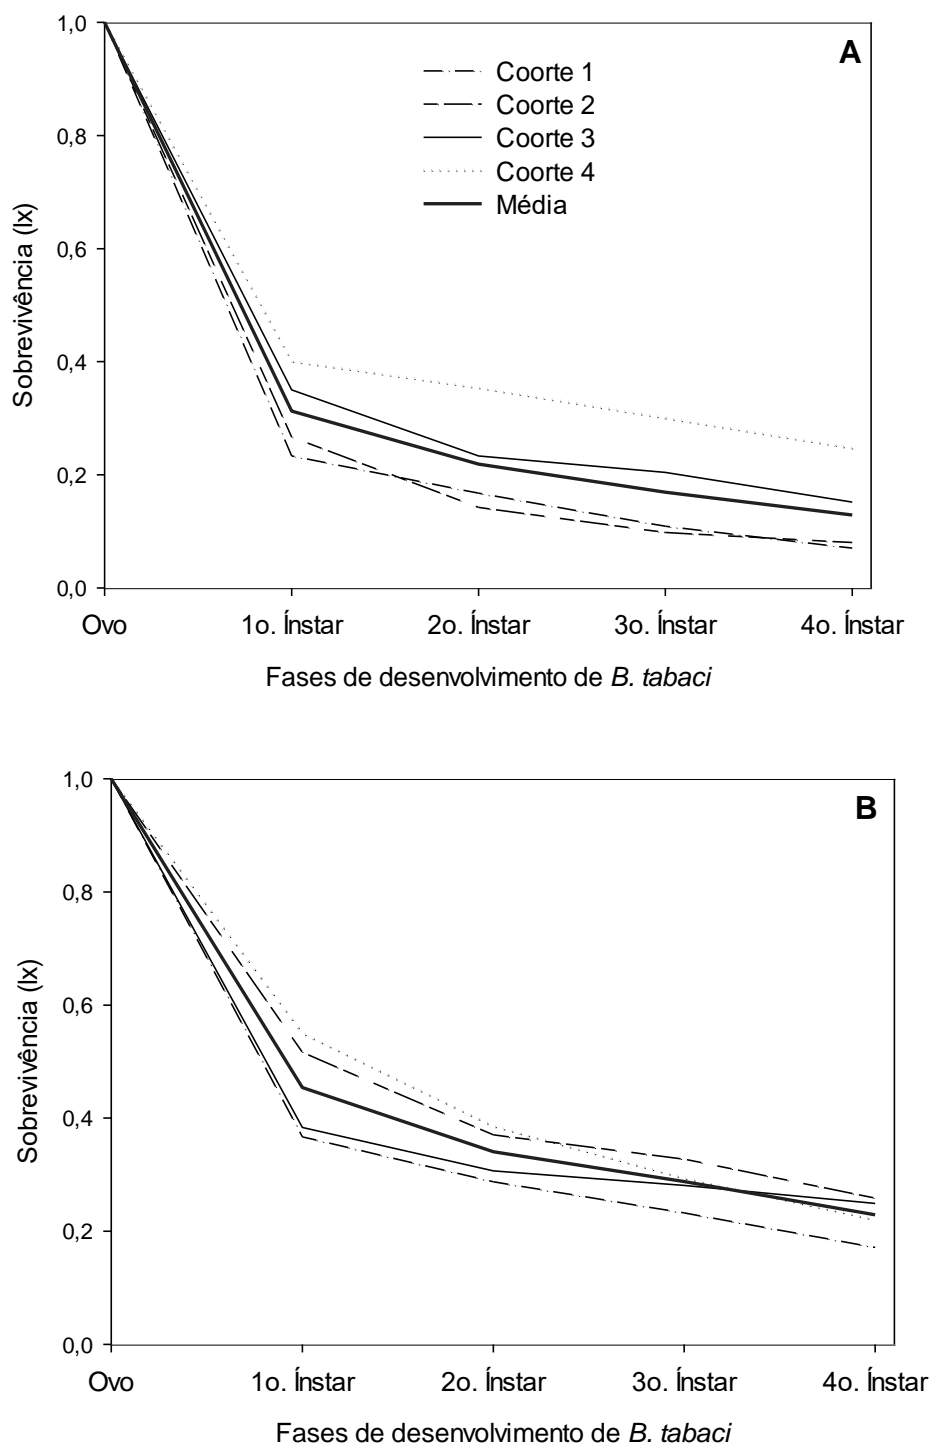 1,0
A
Coorte 1
Coorte 2
0,8
Coorte 3
Coorte 4
Média
0,6
Sobrevivência (lx)
0,4
0,2
0,0
Ovo 1o. Ínstar 2o. Ínstar 3o. Ínstar 4o. Ínstar
Fases de desenvolvimento de B. tabaci
1,0
B
0,8
0,6
Sobrevivência (lx)
0,4
0,2
0,0
Ovo 1o. Ínstar 2o. Ínstar 3o. Ínstar 4o. Ínstar
Fases de desenvolvimento de B. tabaci